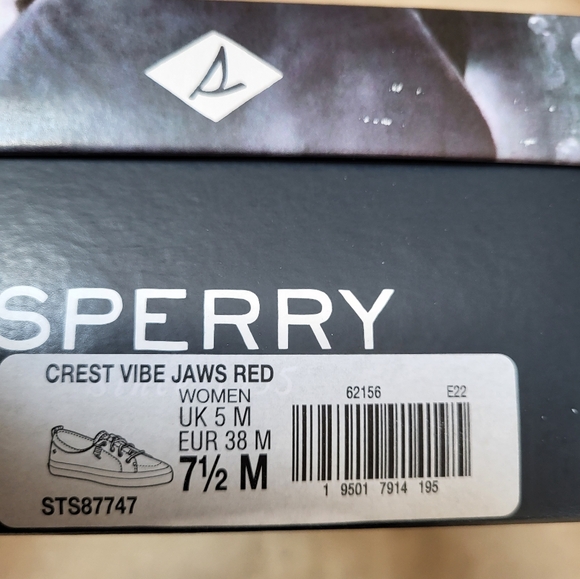 SPERRY
CREST VIBE JAWS RED
WOMEN
UK 5 M
EUR 38 M
7½ M
STS87747
62156 E22
1 9501 7914 195